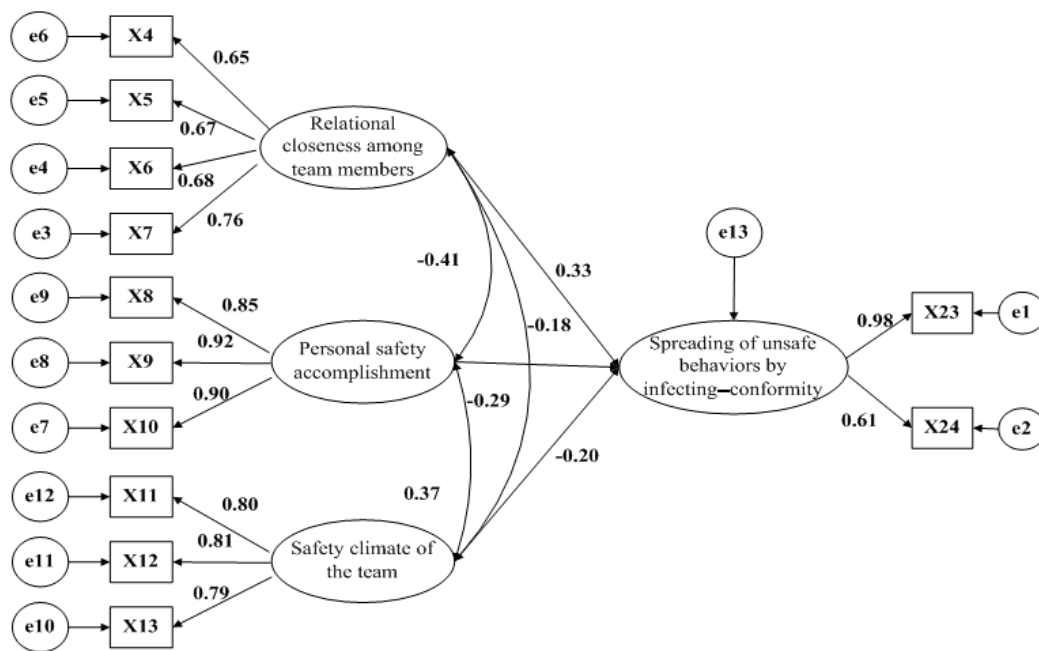 e6
X4
0.65
e5
X5
0.67
e4
X6
0.68
e3
X7
0.76
Relational
closeness among
team members
e9
X8
0.85
e8
X9
0.92
e7
X10
0.90
Personal safety
accomplishment
e12
X11
0.80
e11
X12
0.81
e10
X13
0.79
Safety climate of
the team
-0.41
-0.18
0.33
-0.29
0.37
-0.20
e13
Spreading of unsafe
behaviors by
infecting–conformity
0.98
X23
e1
0.61
X24
e2